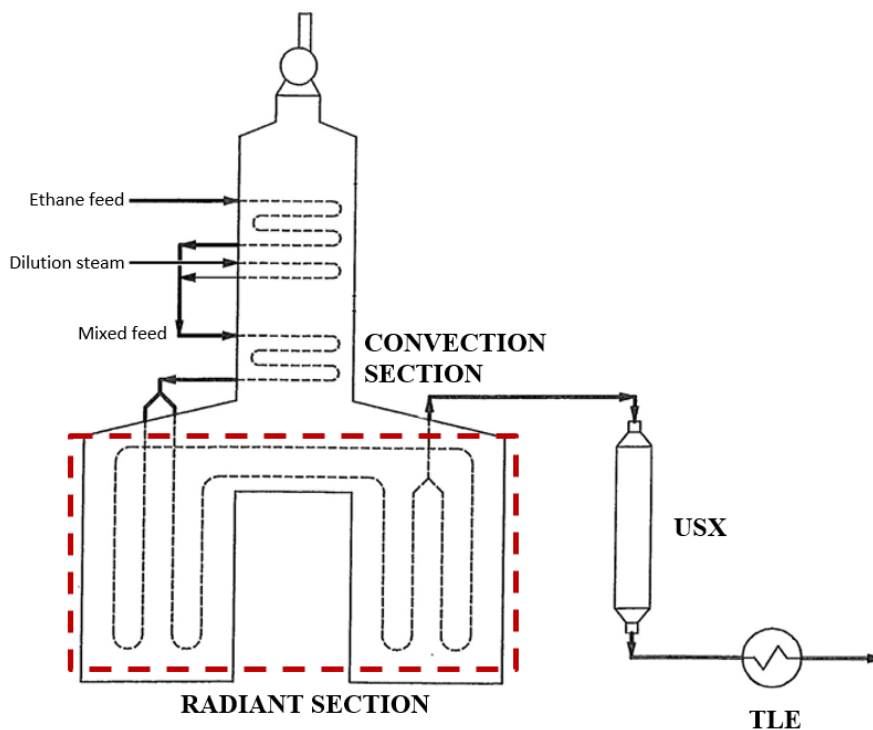 Ethane feed
Dilution steam
Mixed feed
CONVECTION
SECTION
USX
RADIANT SECTION
TLE